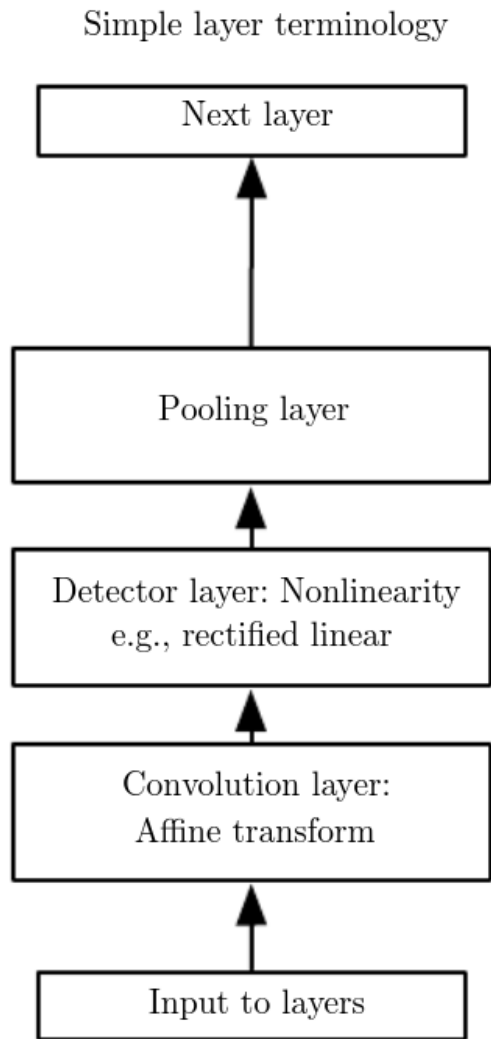 Simple layer terminology
Next layer
Pooling layer
Detector layer: Nonlinearity
e.g., rectified linear
Convolution layer:
Affine transform
Input to layers